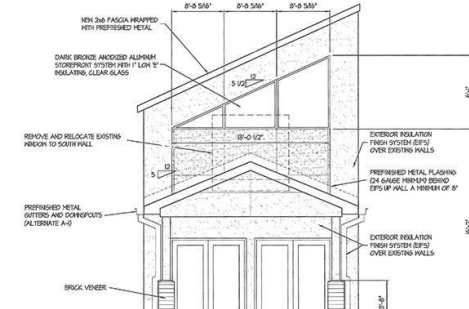 8'-8 5/16" 8'-8 5/16" 8'-8 5/16"
NEW 2x6 FASCIA WRAPPED
WITH PREFINISHED METAL
DARK BRONZE ANODIZED ALUMINUM
STOREFRONT SYSTEM WITH 1" LOW 'E'
INSULATING, CLEAR GLASS
12
5 1/2
REMOVE AND RELOCATE EXISTING
WINDOW TO SOUTH WALL
13'-0 1/2"
EXTERIOR INSULATION
FINISH SYSTEM (EIFS)
OVER EXISTING WALLS
12
5
PREFINISHED METAL FLASHING
(24 GAUGE MINIMUM) BEHIND
EIFS UP WALL A MINIMUM OF 8"
PREFINISHED METAL
GUTTERS AND DOWNSPOUTS
(ALTERNATE A-1)
EXTERIOR INSULATION
FINISH SYSTEM (EIFS)
OVER EXISTING WALLS
BRICK VENEER